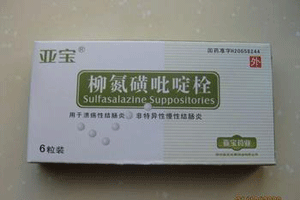 亚宝®
国药准字H20058244
外
柳氮磺吡啶栓
Sulfasalazine Suppositories
用于溃疡性结肠炎 非特异性慢性结肠炎
6粒装
亚宝药业